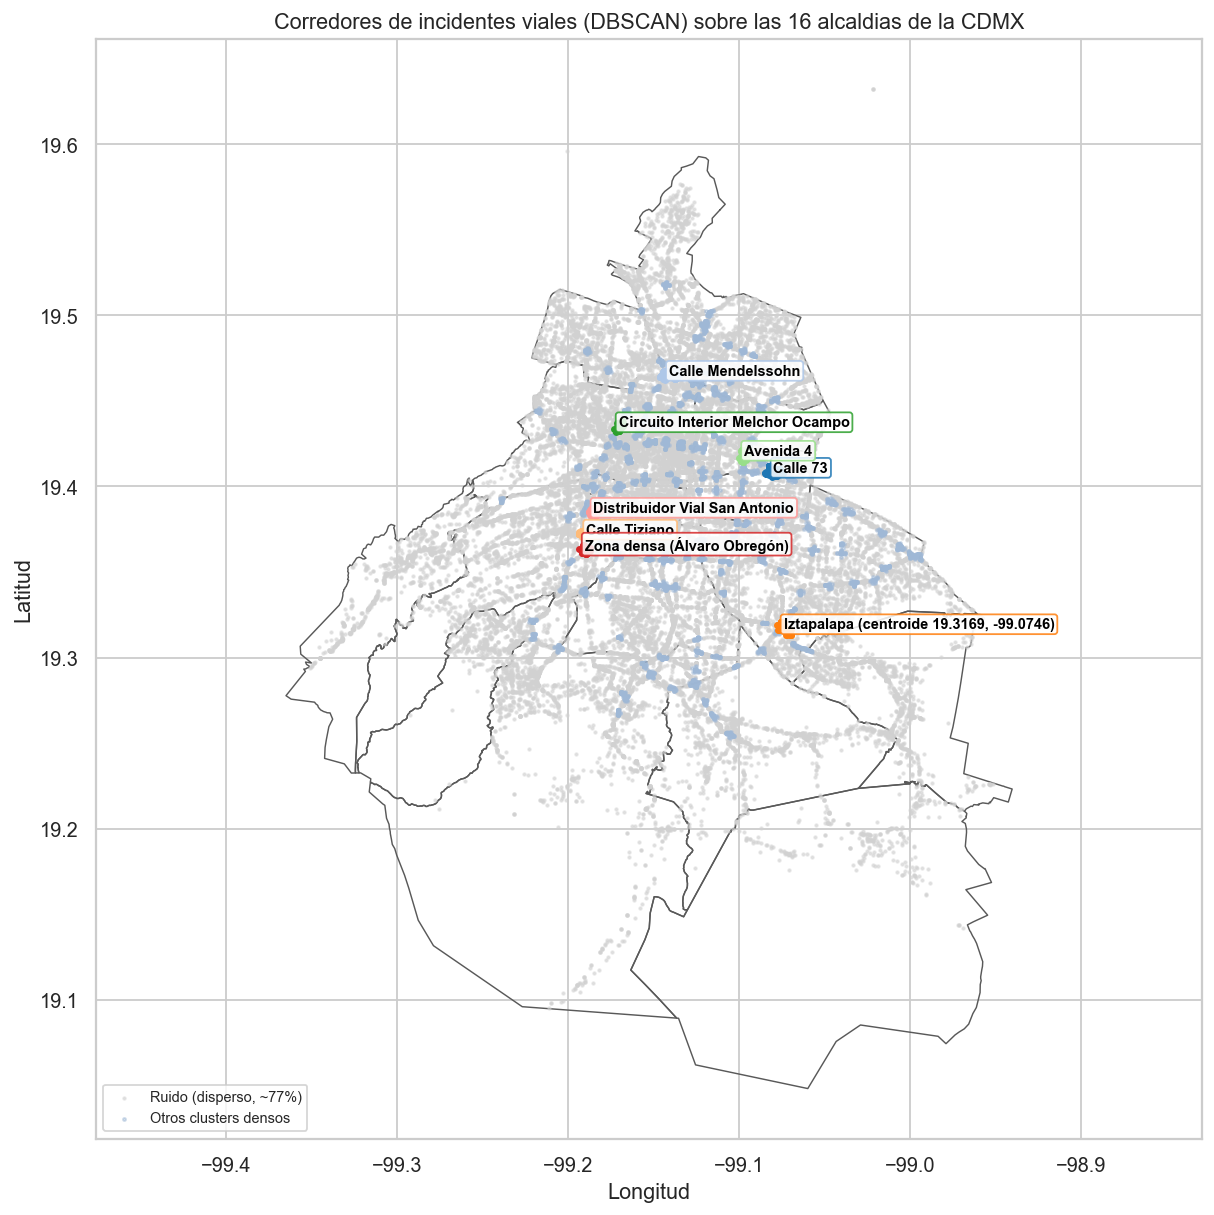 Corredores de incidentes viales (DBSCAN) sobre las 16 alcaldias de la CDMX
Latitud
19.6
19.5
19.4
19.3
19.2
19.1
Calle Mendelssohn
Circuito Interior Melchor Ocampo
Avenida 4
Calle 73
Distribuidor Vial San Antonio
Calle Tiziano
Zona densa (Álvaro Obregón)
Iztapalapa (centroide 19.3169, -99.0746)
Ruido (disperso, ~77%)
Otros clusters densos
−99.4 −99.3 −99.2 −99.1 −99.0 −98.9
Longitud